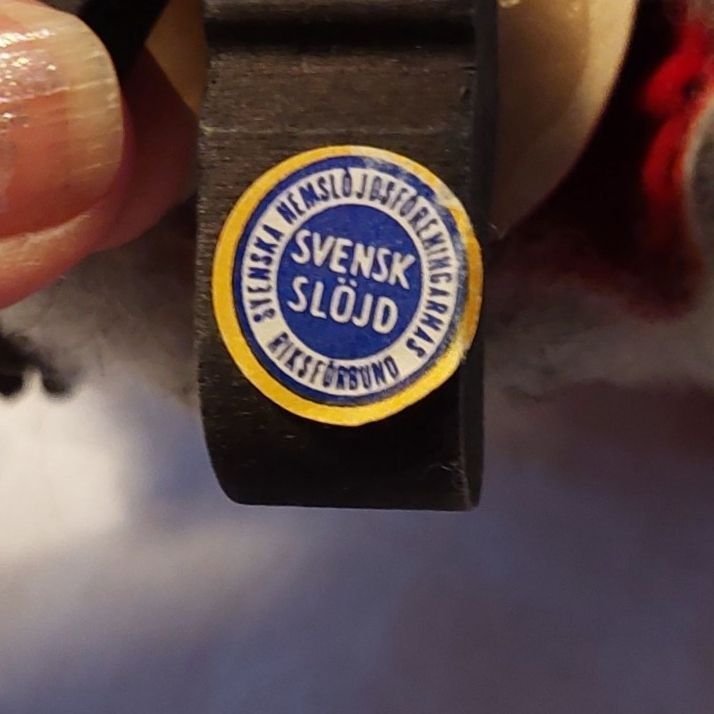 SVENSKA HEMSLÖJDSFÖRENINGARNAS
RIKSFÖRBUND
SVENSK
SLÖJD